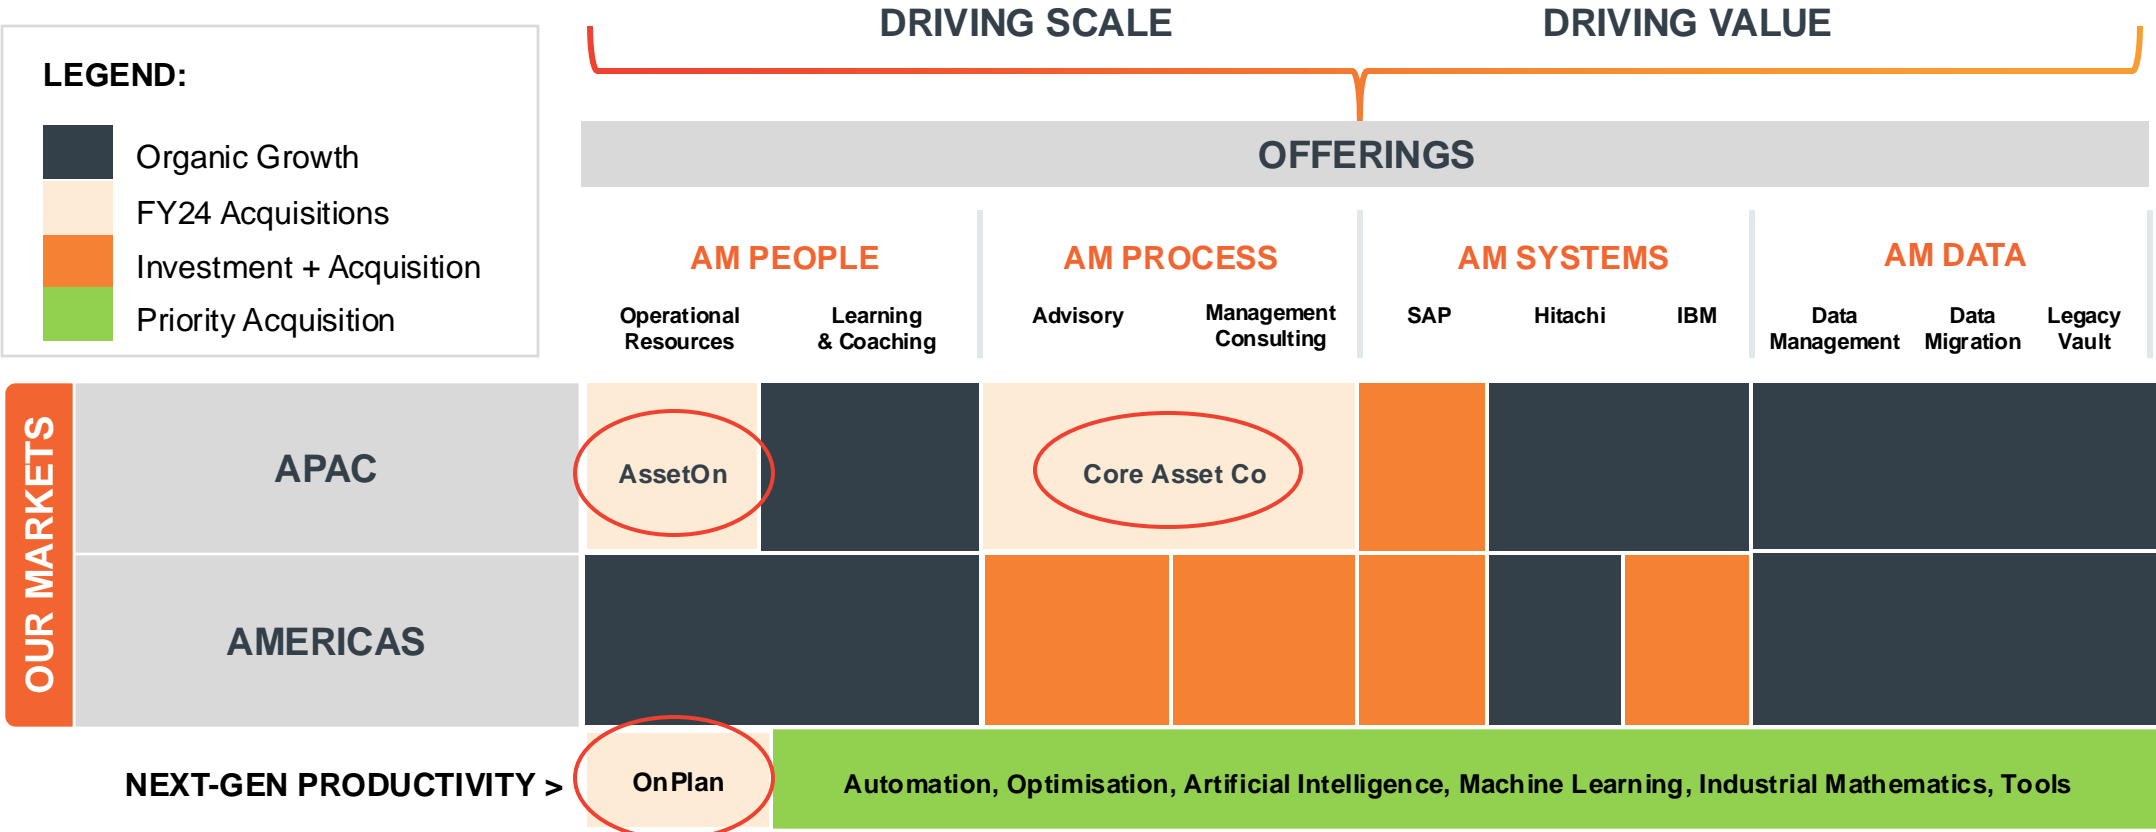 DRIVING SCALE
DRIVING VALUE
LEGEND:
Organic Growth
FY24 Acquisitions
Investment + Acquisition
Priority Acquisition
OFFERINGS
AM PEOPLE
AM PROCESS
AM SYSTEMS
AM DATA
Operational
Resources
Learning
& Coaching
Advisory
Management
Consulting
SAP
Hitachi
IBM
Data
Management
Data
Migration
Legacy
Vault
OUR MARKETS
APAC
AssetOn
Core Asset Co
AMERICAS
NEXT-GEN PRODUCTIVITY >
OnPlan
Automation, Optimisation, Artificial Intelligence, Machine Learning, Industrial Mathematics, Tools